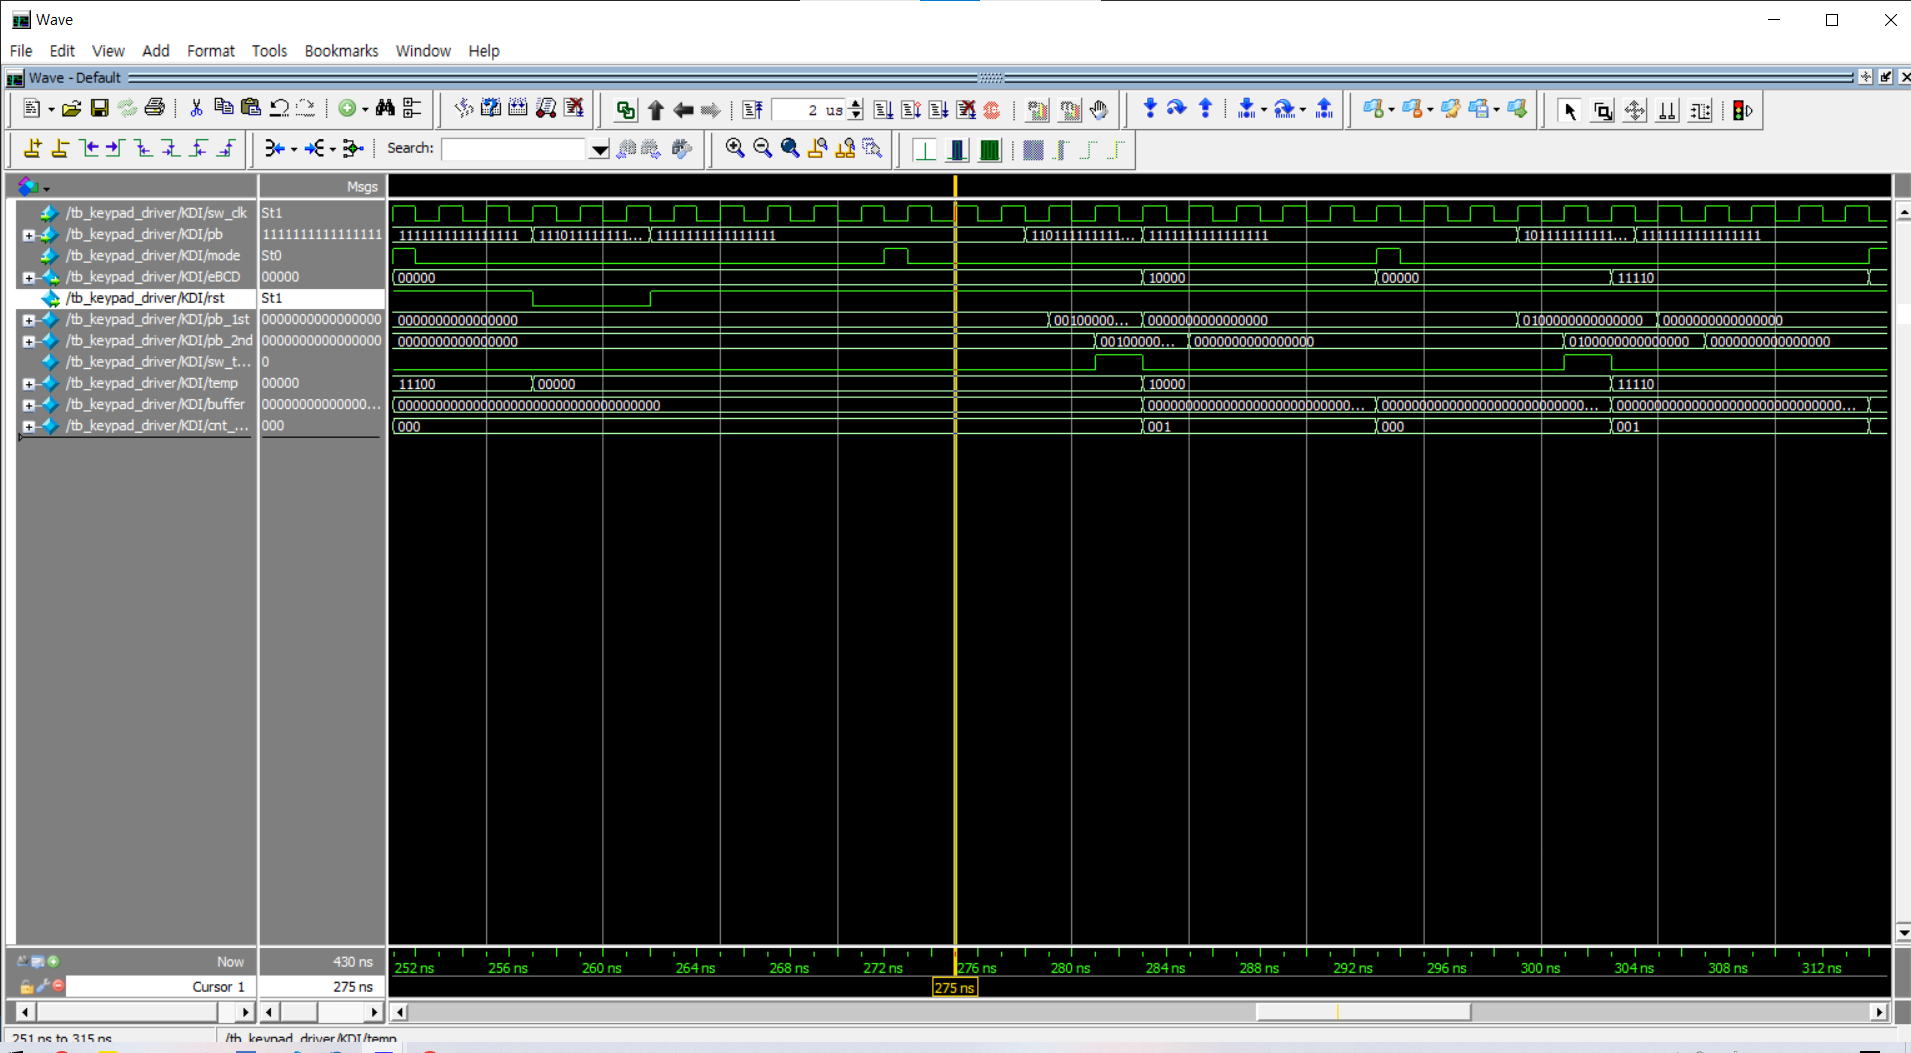 Wave
File Edit View Add Format Tools Bookmarks Window Help
Wave - Default
2 us
Search:
Msgs
/tb_keypad_driver/KDI/sw_clk St1
/tb_keypad_driver/KDI/pb 1111111111111111 1111111111111111 111011111111... 1111111111111111 110111111111... 1111111111111111 101111111111... 1111111111111111
/tb_keypad_driver/KDI/mode St0
/tb_keypad_driver/KDI/eBCD 00000 00000 10000 00000 11110
/tb_keypad_driver/KDI/rst St1
/tb_keypad_driver/KDI/pb_1st 0000000000000000 0000000000000000 00100000... 0000000000000000 0100000000000000 0000000000000000
/tb_keypad_driver/KDI/pb_2nd 0000000000000000 0000000000000000 00100000... 0000000000000000 0100000000000000 0000000000000000
/tb_keypad_driver/KDI/sw_t... 0
/tb_keypad_driver/KDI/temp 00000 11100 00000 10000 11110
/tb_keypad_driver/KDI/buffer 00000000000000... 00000000000000000000000000000000 000000000000000000000000000... 000000000000000000000000000... 000000000000000000000000000...
/tb_keypad_driver/KDI/cnt_... 000 000 001 000 001
Now 430 ns 252 ns 256 ns 260 ns 264 ns 268 ns 272 ns 276 ns 280 ns 284 ns 288 ns 292 ns 296 ns 300 ns 304 ns 308 ns 312 ns
Cursor 1 275 ns 275 ns
251 ns to 315 ns /tb_keypad_driver/KDI/temp